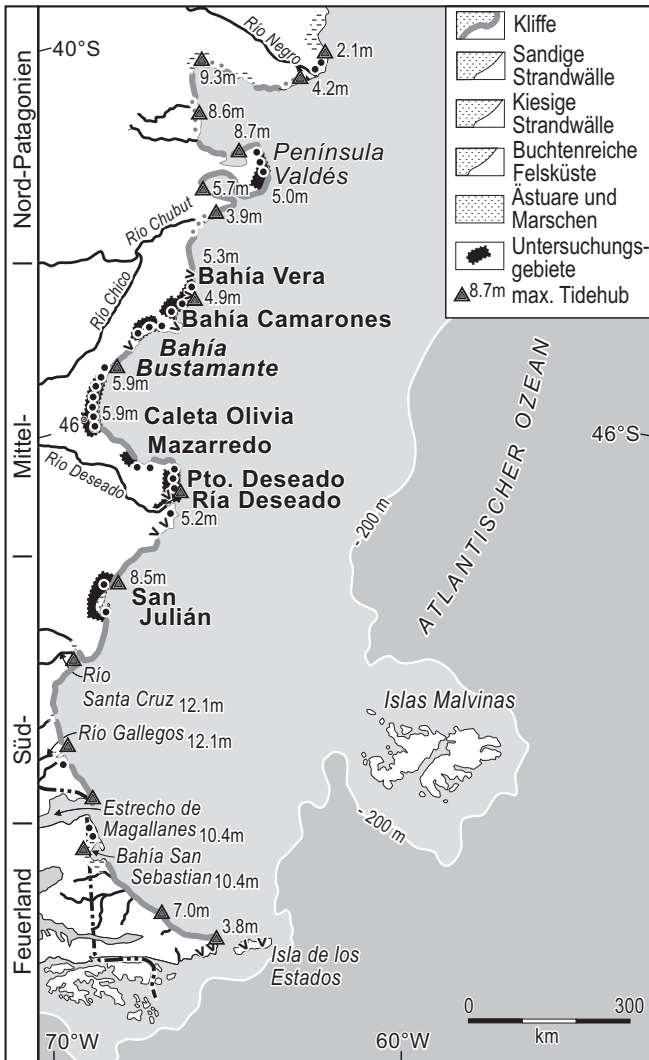 40°S
Río Negro
2.1m
4.2m
9.3m
8.6m
8.7m
Península
Valdés
5.0m
5.7m
3.9m
Río Chubut
Río Chico
5.3m
Bahía Vera
4.9m
Bahía Camarones
Bahía
Bustamante
5.9m
5.9m
46°
Caleta Olivia
46°S
Mazarredo
Río Deseado
Pto. Deseado
Ría Deseado
5.2m
8.5m
San
Julián
Río
Santa Cruz 12.1m
Río Gallegos
12.1m
Estrecho de
Magallanes 10.4m
Bahía San
Sebastian 10.4m
7.0m
3.8m
Isla de los
Estados
Islas Malvinas
- 200 m
- 200 m
ATLANTISCHER OZEAN
Nord-Patagonien
Mittel-
Süd-
Feuerland
Kliffe
Sandige
Strandwälle
Kiesige
Strandwälle
Buchtenreiche
Felsküste
Ästuare und
Marschen
Untersuchungs-
gebiete
8.7m max. Tidehub
0 300
km
70°W
60°W